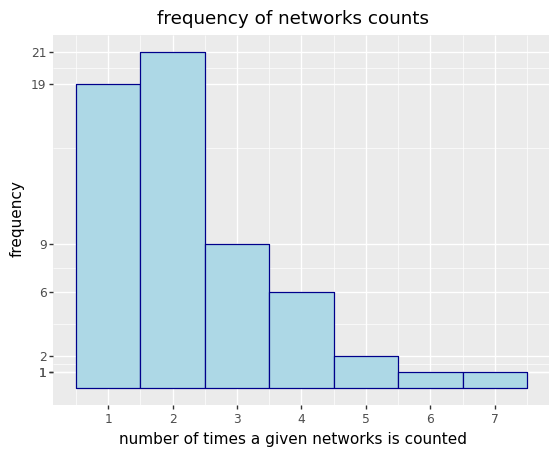 frequency of networks counts
21
19
9
6
2
1
frequency
1 2 3 4 5 6 7
number of times a given networks is counted